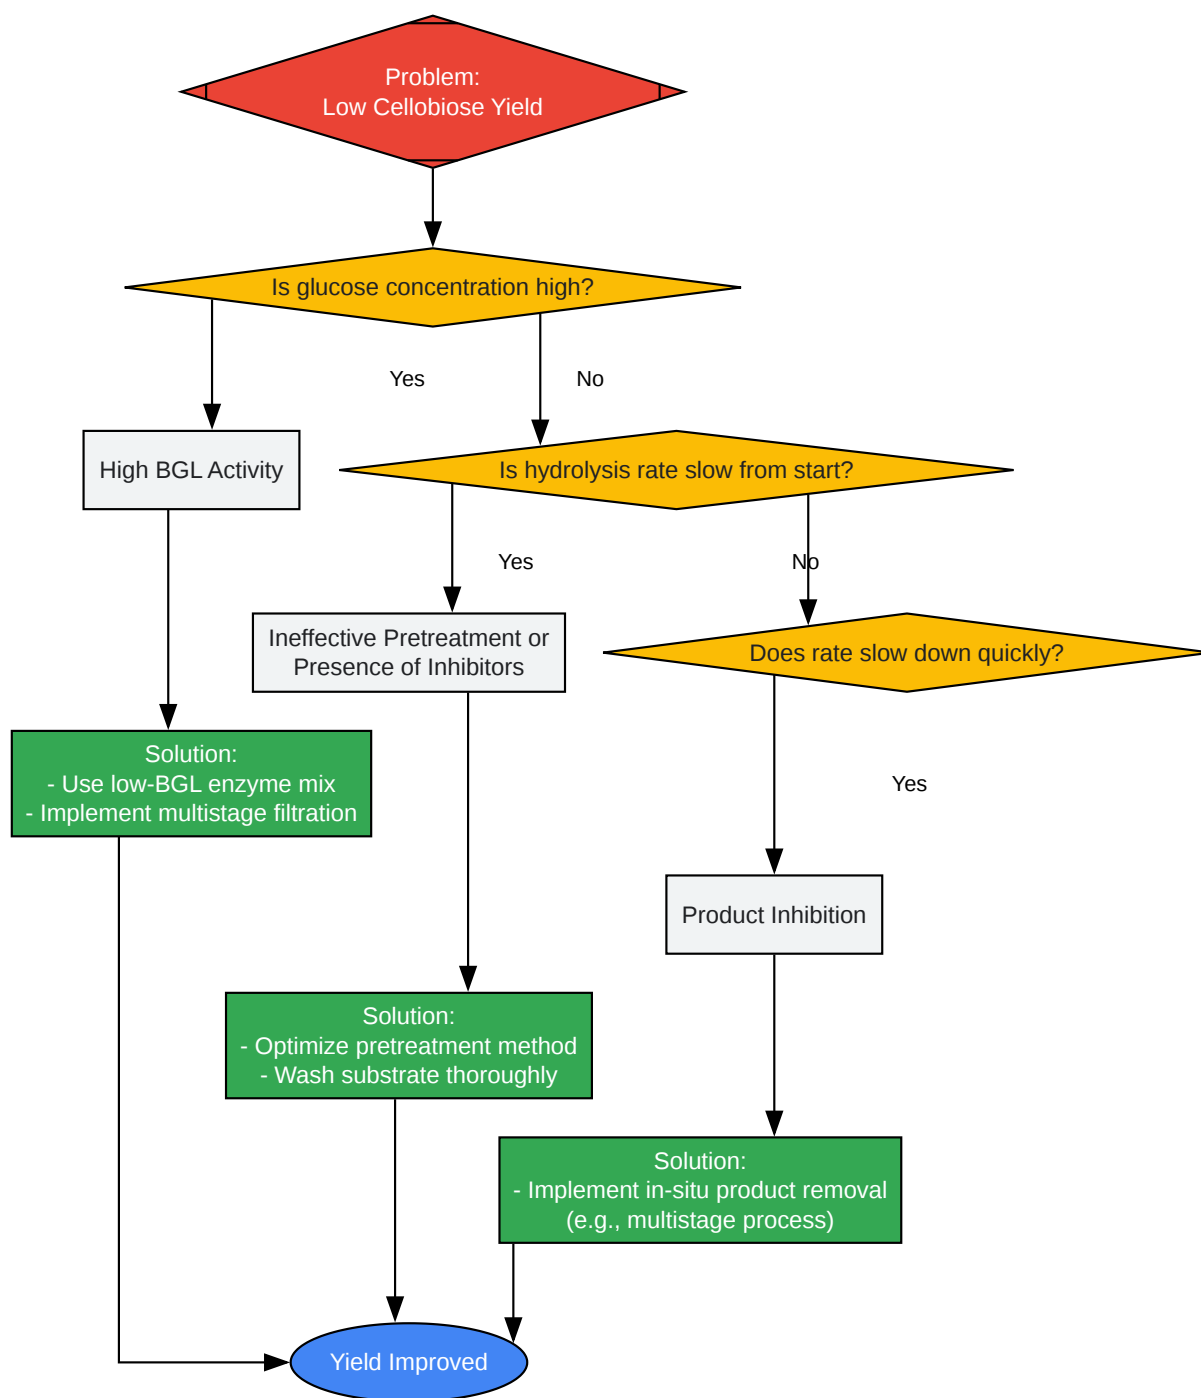 Problem:
Low Cellobiose Yield
Is glucose concentration high?
Yes
No
High BGL Activity
Is hydrolysis rate slow from start?
Yes
No
Ineffective Pretreatment or
Presence of Inhibitors
Does rate slow down quickly?
Solution:
- Use low-BGL enzyme mix
- Implement multistage filtration
Yes
Product Inhibition
Solution:
- Optimize pretreatment method
- Wash substrate thoroughly
Solution:
- Implement in-situ product removal
(e.g., multistage process)
Yield Improved